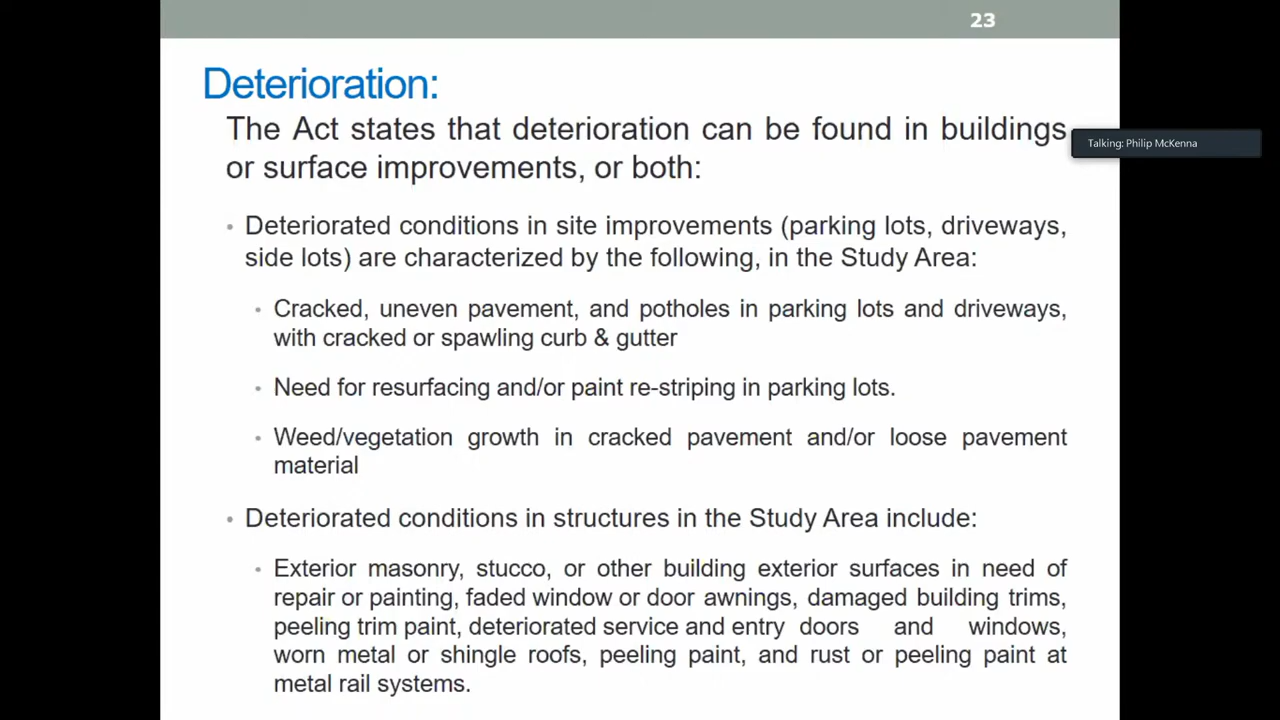 23
Deterioration:
The Act states that deterioration can be found in buildings
or surface improvements, or both:
Talking: Philip McKenna
• Deteriorated conditions in site improvements (parking lots, driveways,
side lots) are characterized by the following, in the Study Area:
• Cracked, uneven pavement, and potholes in parking lots and driveways,
with cracked or spawling curb & gutter
• Need for resurfacing and/or paint re-striping in parking lots.
• Weed/vegetation growth in cracked pavement and/or loose pavement
material
• Deteriorated conditions in structures in the Study Area include:
• Exterior masonry, stucco, or other building exterior surfaces in need of
repair or painting, faded window or door awnings, damaged building trims,
peeling trim paint, deteriorated service and entry doors and windows,
worn metal or shingle roofs, peeling paint, and rust or peeling paint at
metal rail systems.